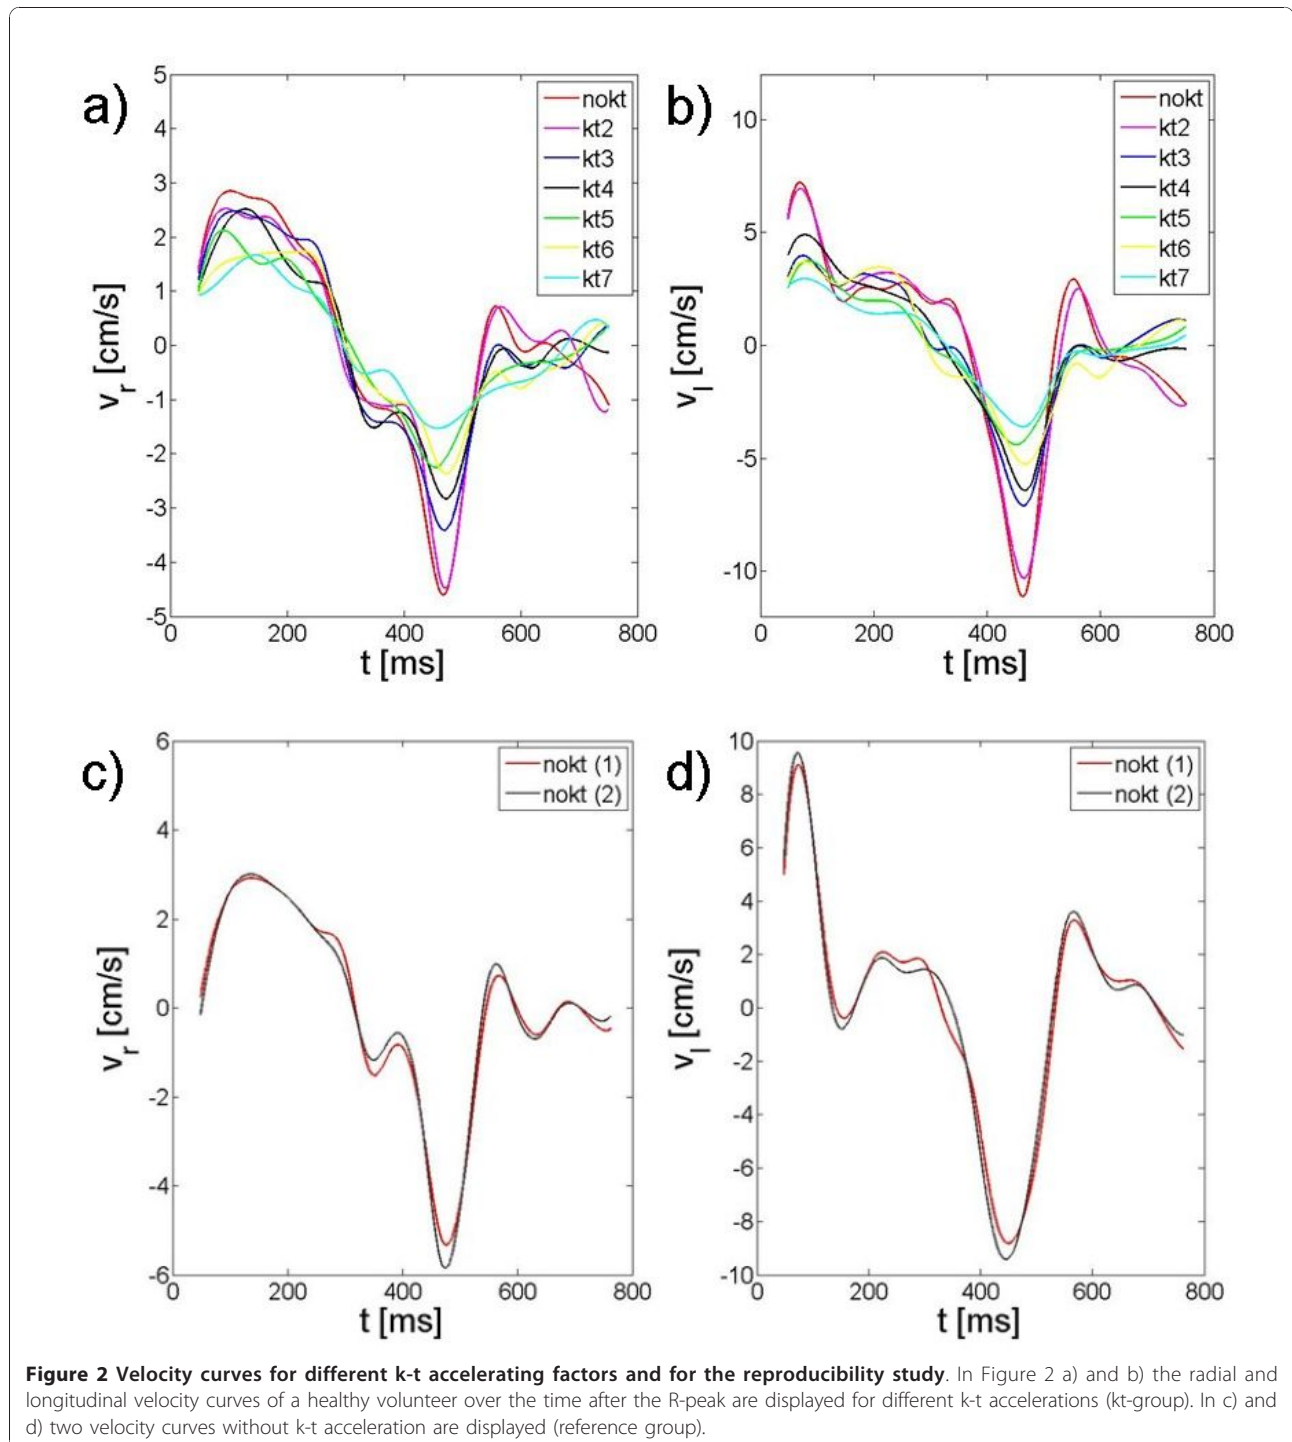 a)
5
4
3
2
1
0
-1
-2
-3
-4
-5
v_r [cm/s]
0 200 400 600 800
t [ms]
nokt
kt2
kt3
kt4
kt5
kt6
kt7
b)
10
5
0
-5
-10
v_l [cm/s]
0 200 400 600 800
t [ms]
nokt
kt2
kt3
kt4
kt5
kt6
kt7
c)
6
4
2
0
-2
-4
-6
v_r [cm/s]
0 200 400 600 800
t [ms]
nokt (1)
nokt (2)
d)
10
8
6
4
2
0
-2
-4
-6
-8
-10
v_l [cm/s]
0 200 400 600 800
t [ms]
nokt (1)
nokt (2)
Figure 2 Velocity curves for different k-t accelerating factors and for the reproducibility study. In Figure 2 a) and b) the radial and
longitudinal velocity curves of a healthy volunteer over the time after the R-peak are displayed for different k-t accelerations (kt-group). In c) and
d) two velocity curves without k-t acceleration are displayed (reference group).